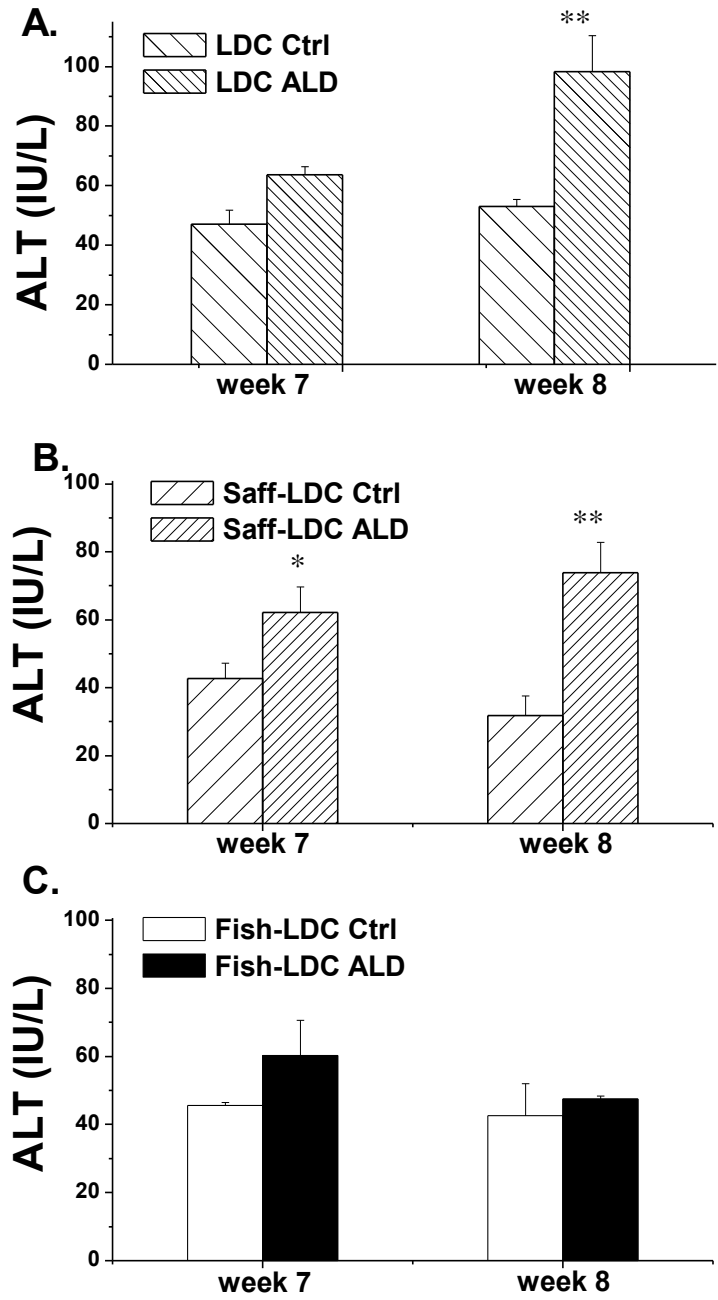 A.
LDC Ctrl
LDC ALD
**
ALT (IU/L)
100
80
60
40
20
0
week 7 week 8
B.
Saff-LDC Ctrl
Saff-LDC ALD
*
**
ALT (IU/L)
100
80
60
40
20
0
week 7 week 8
C.
Fish-LDC Ctrl
Fish-LDC ALD
ALT (IU/L)
100
80
60
40
20
0
week 7 week 8